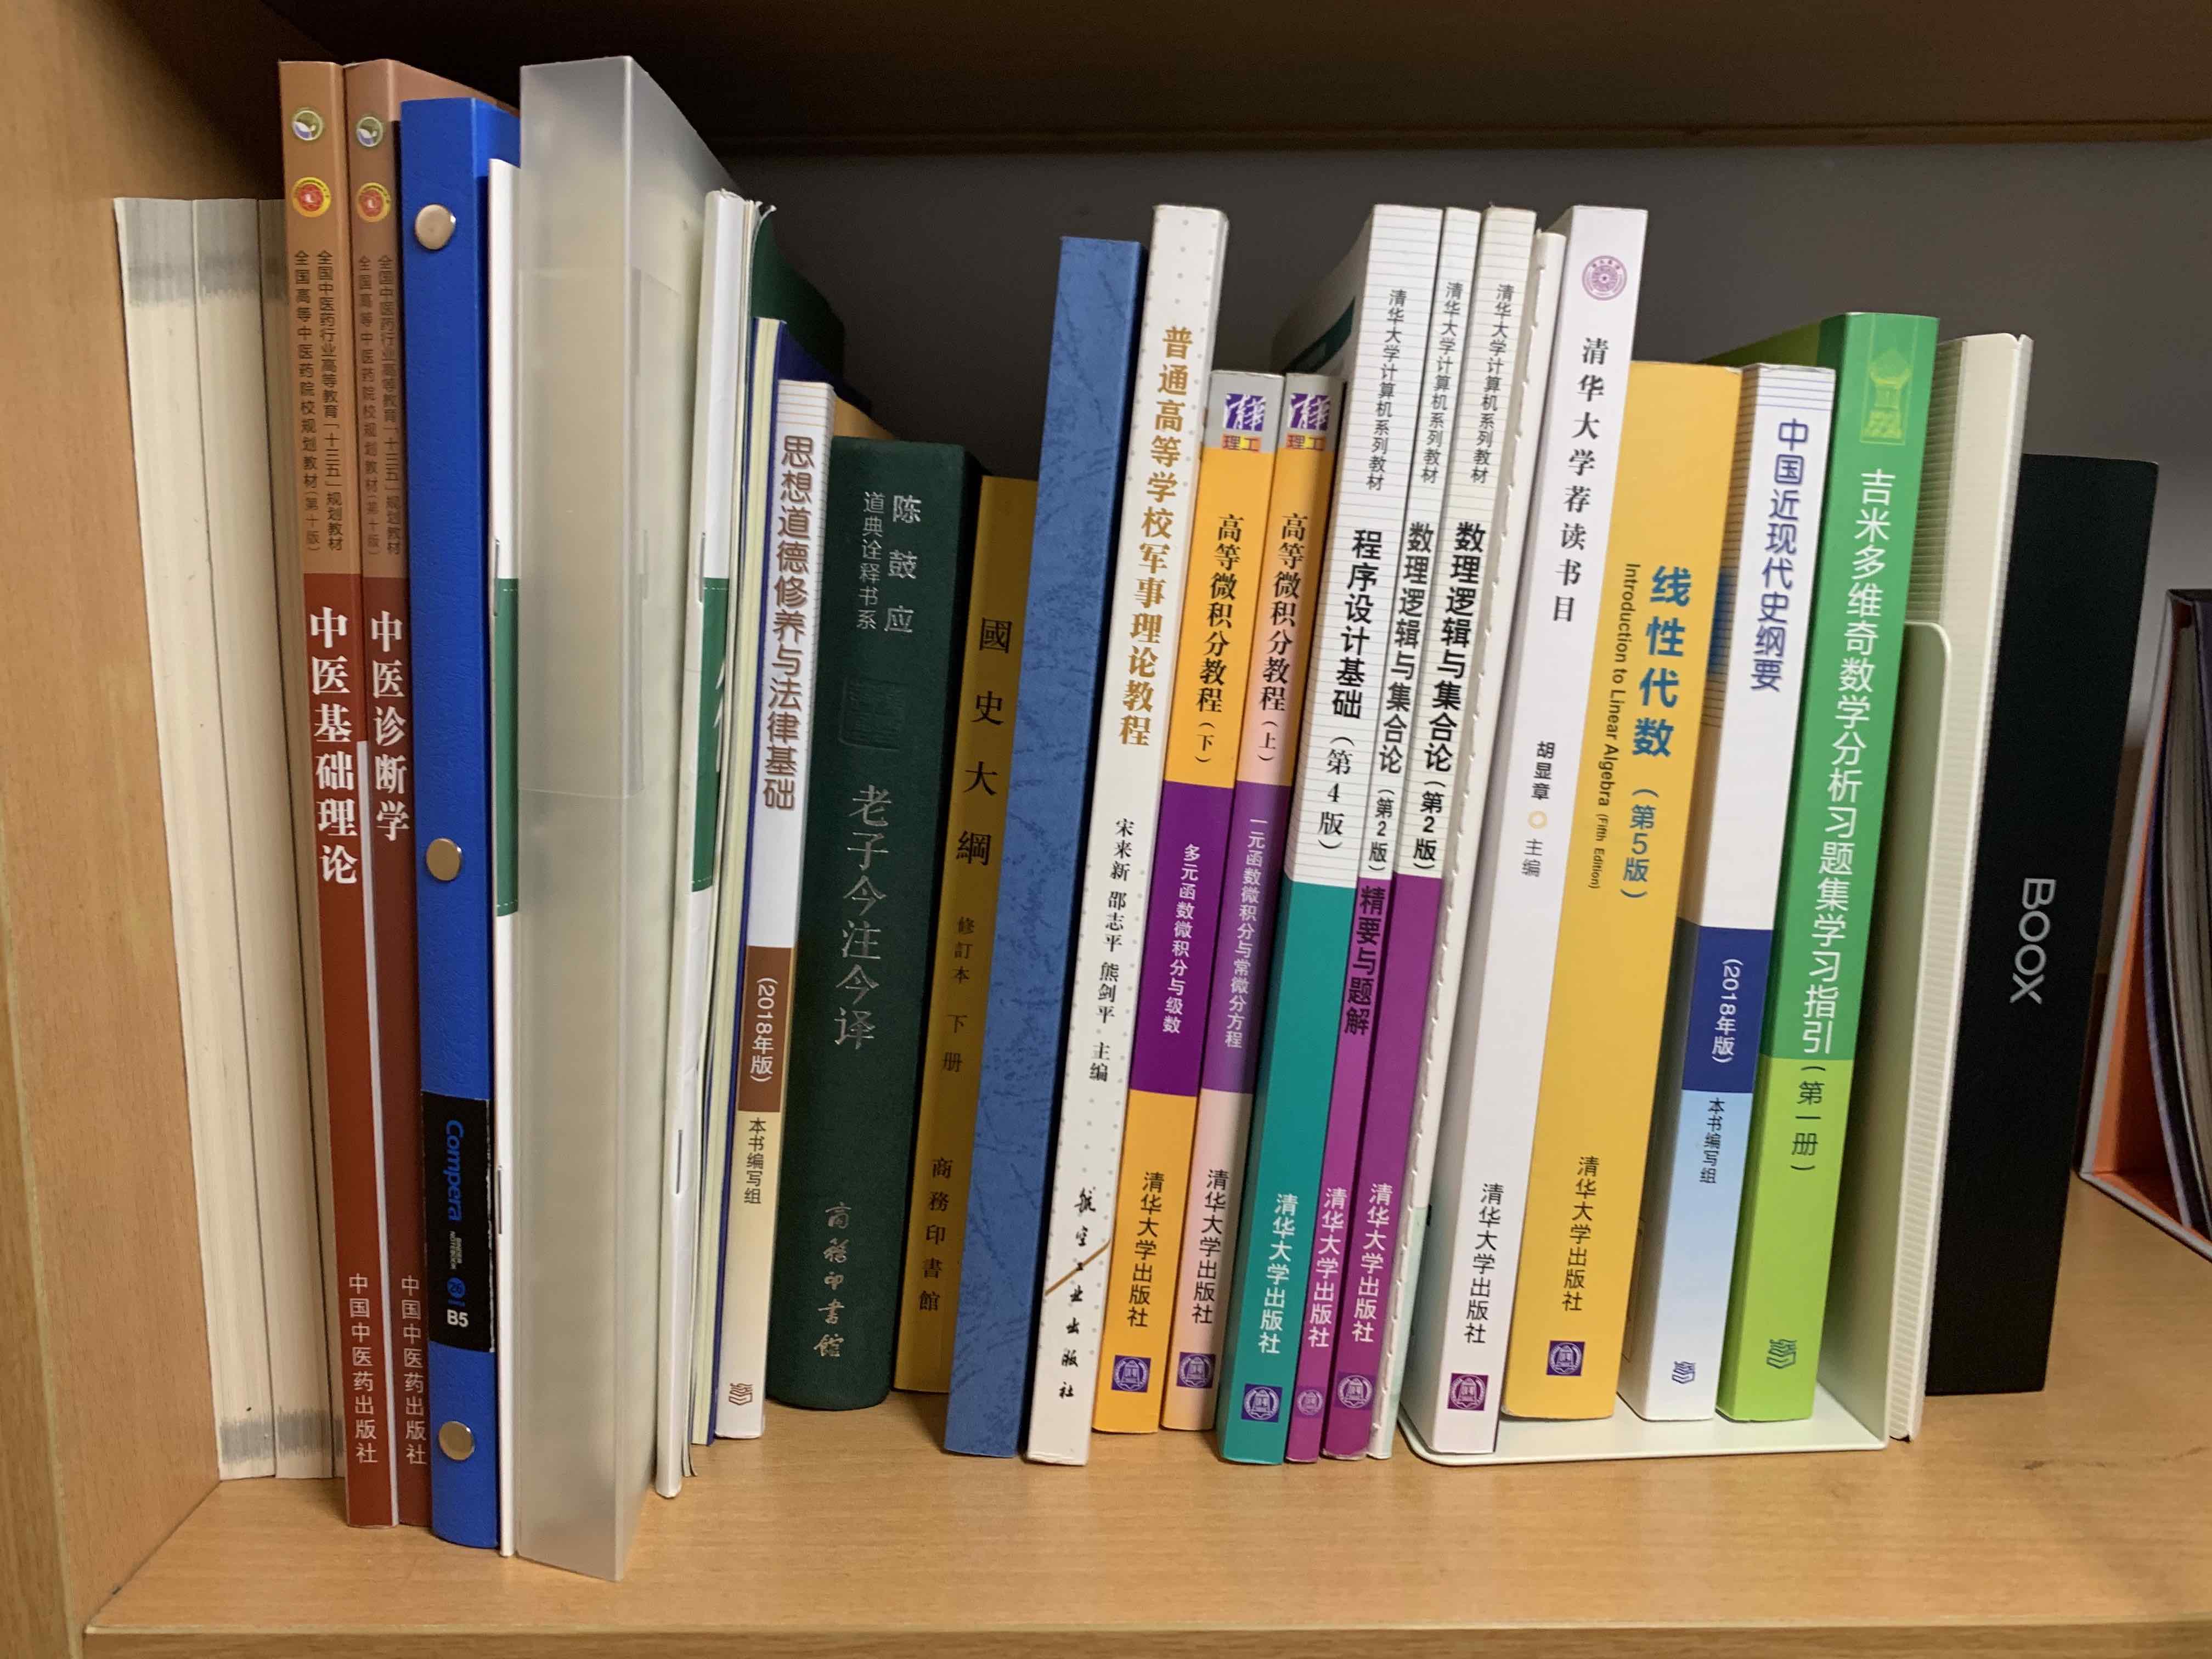 全国中医药行业高等教育“十三五”规划教材
全国高等中医药院校规划教材(第十版)
中医基础理论
中国中医药出版社
全国中医药行业高等教育“十三五”规划教材
全国高等中医药院校规划教材(第十版)
中医诊断学
中国中医药出版社
Compera
BINDER NOTEBOOK
26
B5
思想道德修养与法律基础
(2018年版)
本书编写组
陈鼓应
道典诠释书系
老子今注今译
商务印书馆
國史大綱
修訂本 下册
商務印書館
普通高等学校军事理论教程
宋来新 邵志平 熊剑平 主编
航空工业出版社
清华
理工
高等微积分教程(下)
多元函数微积分与级数
清华大学出版社
清华
理工
高等微积分教程(上)
一元函数微积分与常微分方程
清华大学出版社
清华大学计算机系列教材
程序设计基础(第4版)
清华大学出版社
清华大学计算机系列教材
数理逻辑与集合论(第2版)
精要与题解
清华大学出版社
清华大学计算机系列教材
数理逻辑与集合论(第2版)
清华大学出版社
清华大学荐读书目
胡显章 主编
清华大学出版社
线性代数(第5版)
Introduction to Linear Algebra (Fifth Edition)
清华大学出版社
中国近现代史纲要
(2018年版)
本书编写组
吉米多维奇数学分析习题集学习指引(第一册)
BOOX